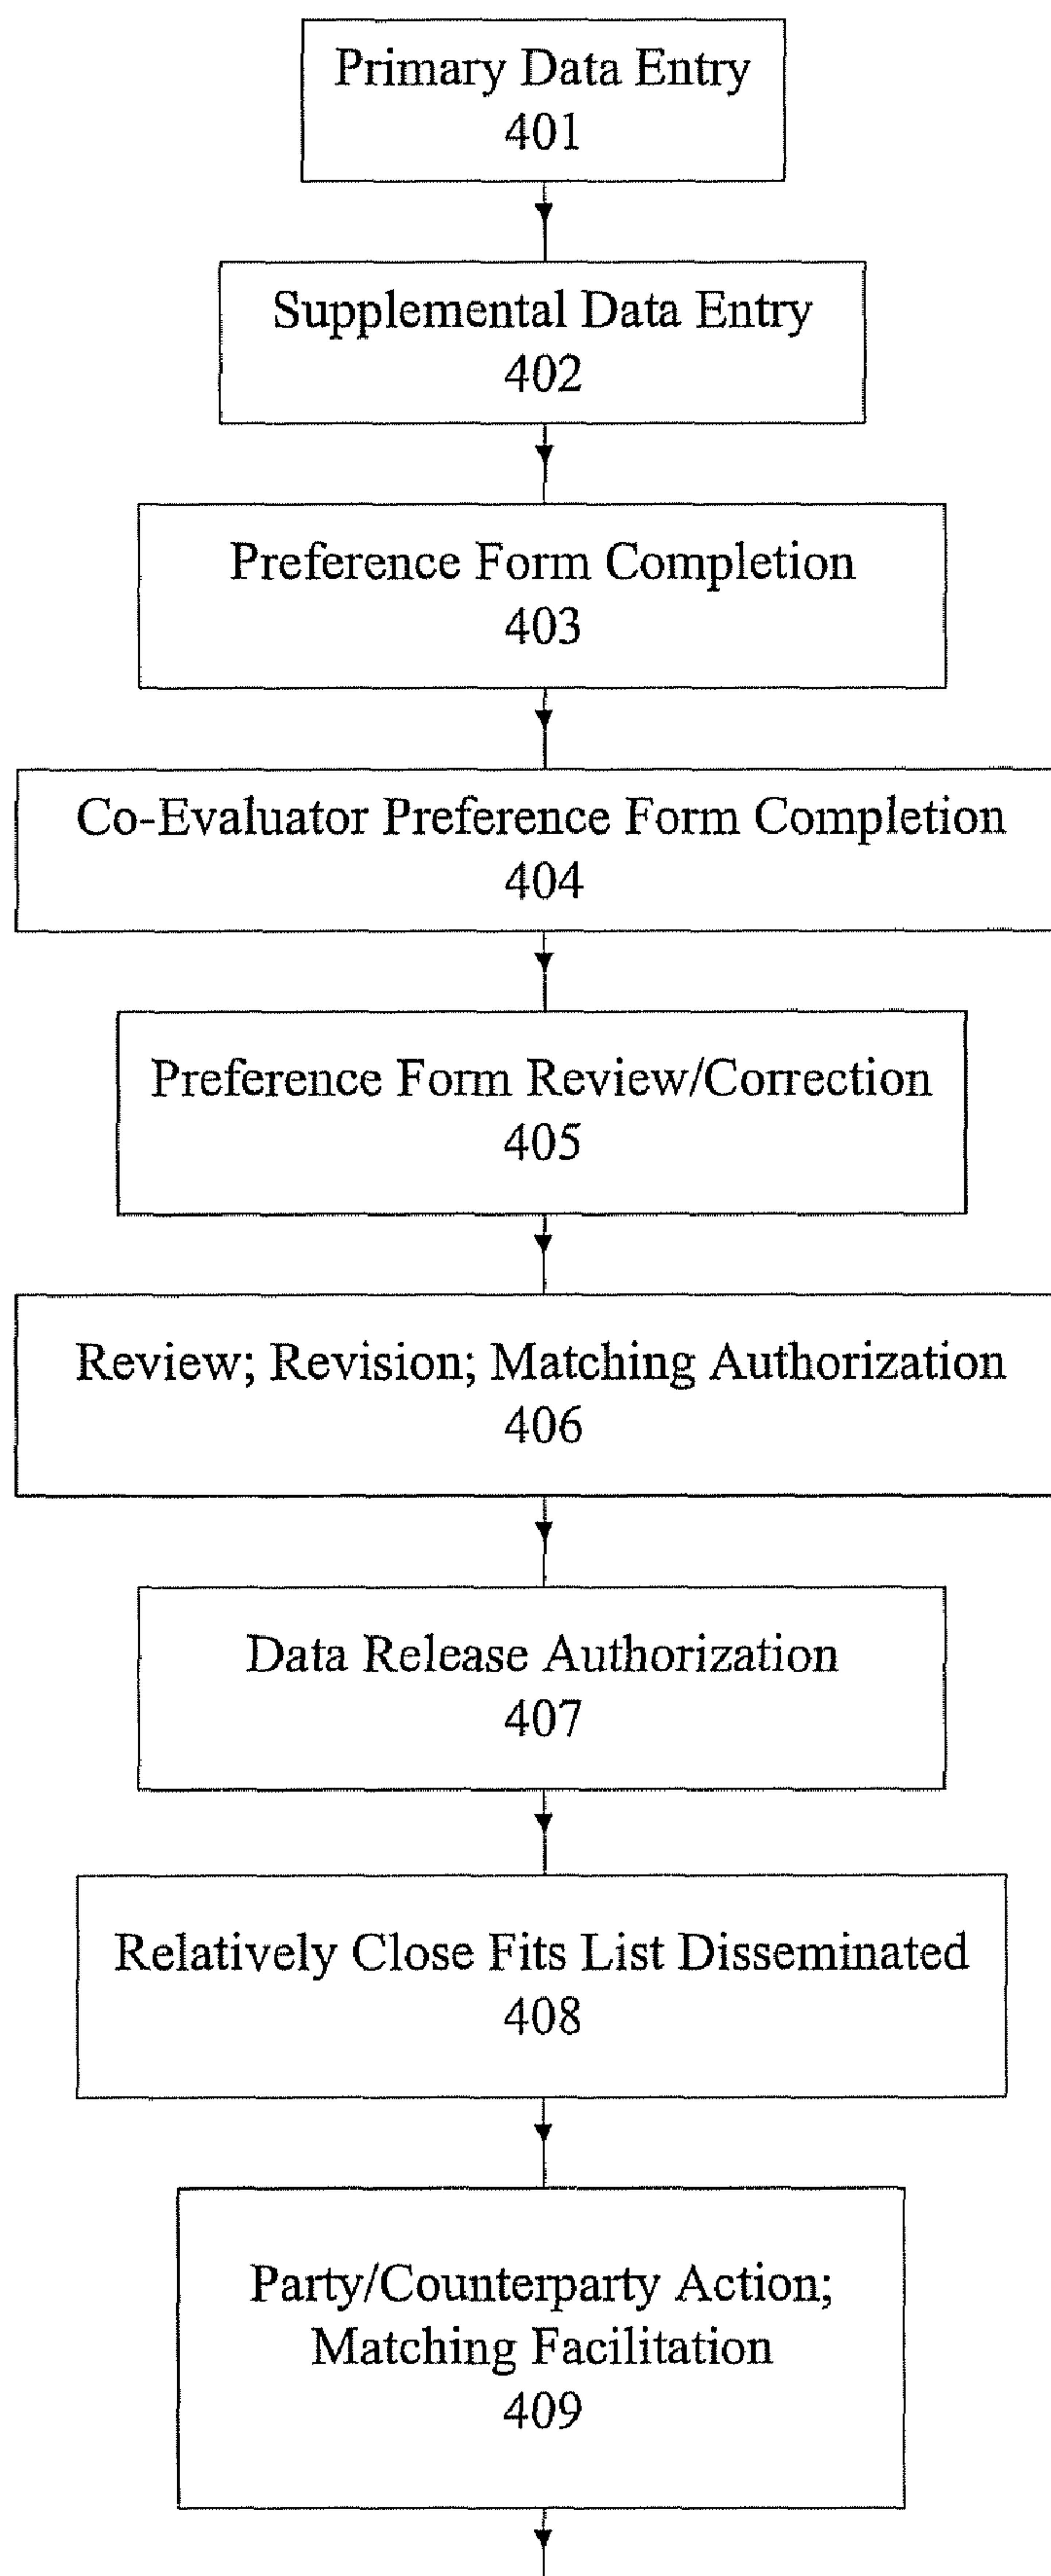 Primary Data Entry
401
Supplemental Data Entry
402
Preference Form Completion
403
Co-Evaluator Preference Form Completion
404
Preference Form Review/Correction
405
Review; Revision; Matching Authorization
406
Data Release Authorization
407
Relatively Close Fits List Disseminated
408
Party/Counterparty Action;
Matching Facilitation
409